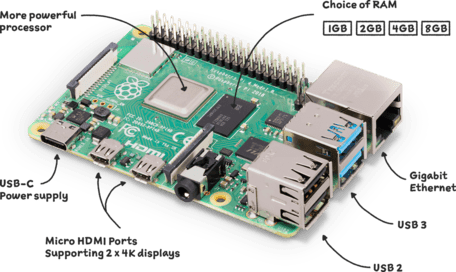 More powerful
processor
Choice of RAM
1GB 2GB 4GB 8GB
HDMI
USB-C
Power supply
Micro HDMI Ports
Supporting 2 x 4K displays
Gigabit
Ethernet
USB 3
USB 2